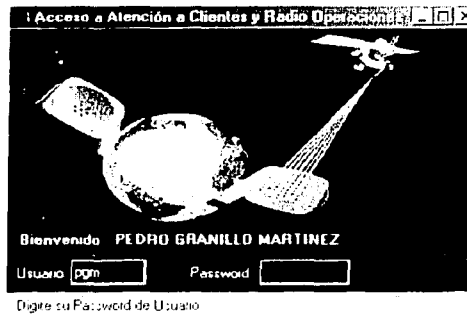 Acceso a Atención a Clientes y Radio Operaciones
Bienvenido PEDRO GRANILLO MARTINEZ
Usuario pgm Password
Digite su Password de Usuario